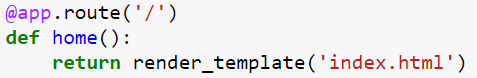 @app.route('/')
def home():
    return render_template('index.html')